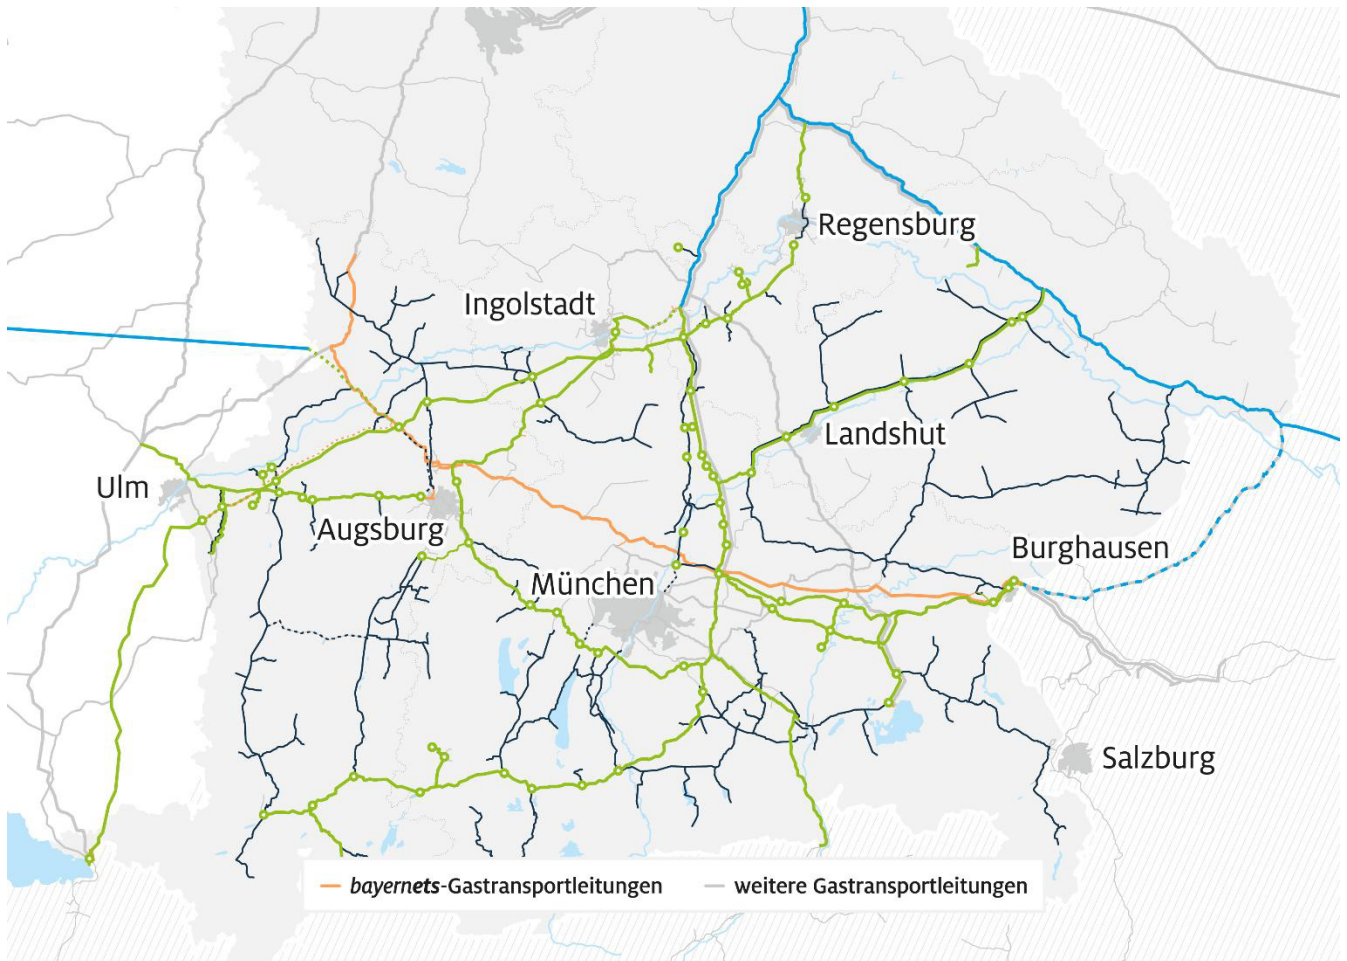 Regensburg
Ingolstadt
Landshut
Ulm
Augsburg
Burghausen
München
Salzburg
bayernets-Gastransportleitungen weitere Gastransportleitungen